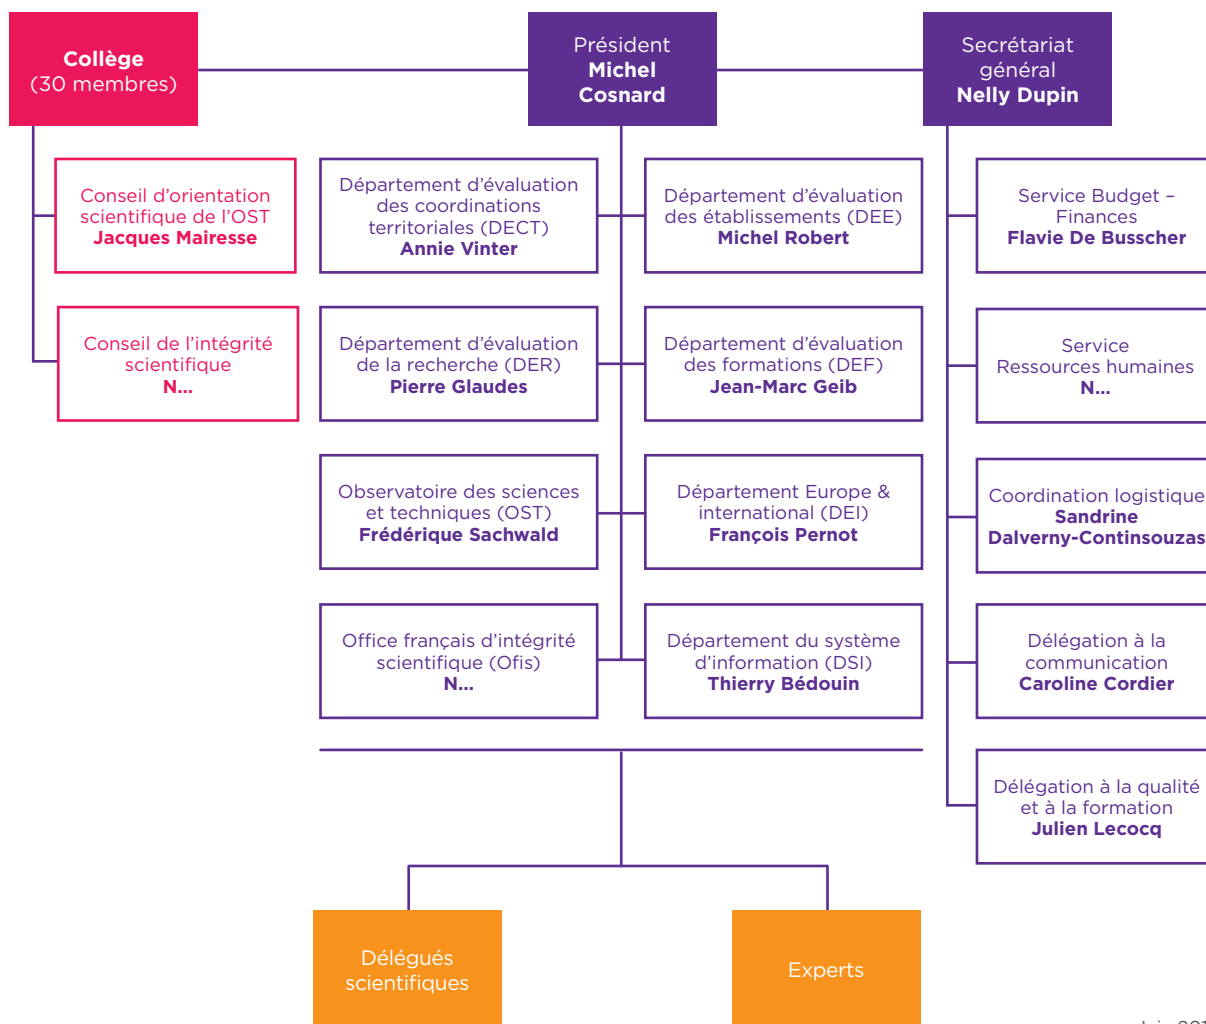 Collège
(30 membres)
Président
Michel
Cosnard
Secrétariat
général
Nelly Dupin
Conseil d’orientation
scientifique de l’OST
Jacques Mairesse
Département d’évaluation
des coordinations
territoriales (DECT)
Annie Vinter
Département d’évaluation
des établissements (DEE)
Michel Robert
Service Budget –
Finances
Flavie De Busscher
Conseil de l’intégrité
scientifique
N...
Département d’évaluation
de la recherche (DER)
Pierre Glaudes
Département d’évaluation
des formations (DEF)
Jean-Marc Geib
Service
Ressources humaines
N...
Observatoire des sciences
et techniques (OST)
Frédérique Sachwald
Département Europe &
international (DEI)
François Pernot
Coordination logistique
Sandrine
Dalverny-Continsouzas
Office français d’intégrité
scientifique (Ofis)
N...
Département du système
d’information (DSI)
Thierry Bédouin
Délégation à la
communication
Caroline Cordier
Délégation à la qualité
et à la formation
Julien Lecocq
Délégués
scientifiques
Experts